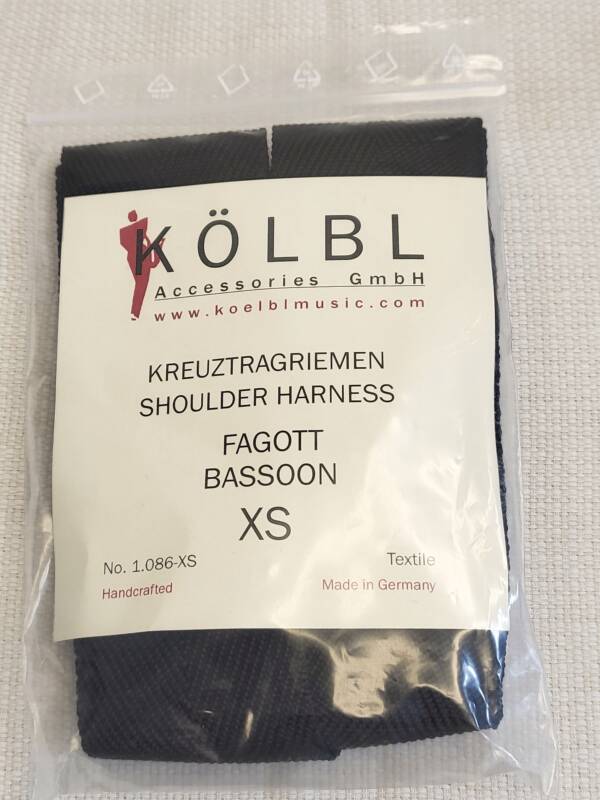 KÖLBL
Accessories GmbH
www.koelblmusic.com
KREUZTRAGRIEMEN
SHOULDER HARNESS
FAGOTT
BASSOON
XS
No. 1.086-XS
Textile
Handcrafted
Made in Germany